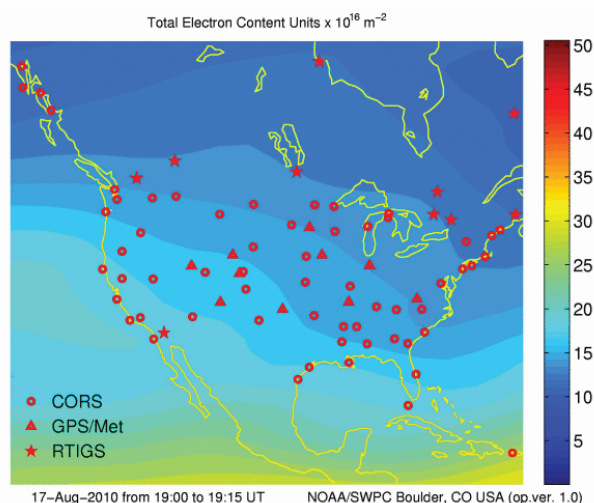 Total Electron Content Units x 10¹⁶ m⁻²
50
45
40
35
30
25
20
15
10
5
CORS
GPS/Met
RTIGS
17-Aug-2010 from 19:00 to 19:15 UT NOAA/SWPC Boulder, CO USA (op.ver. 1.0)